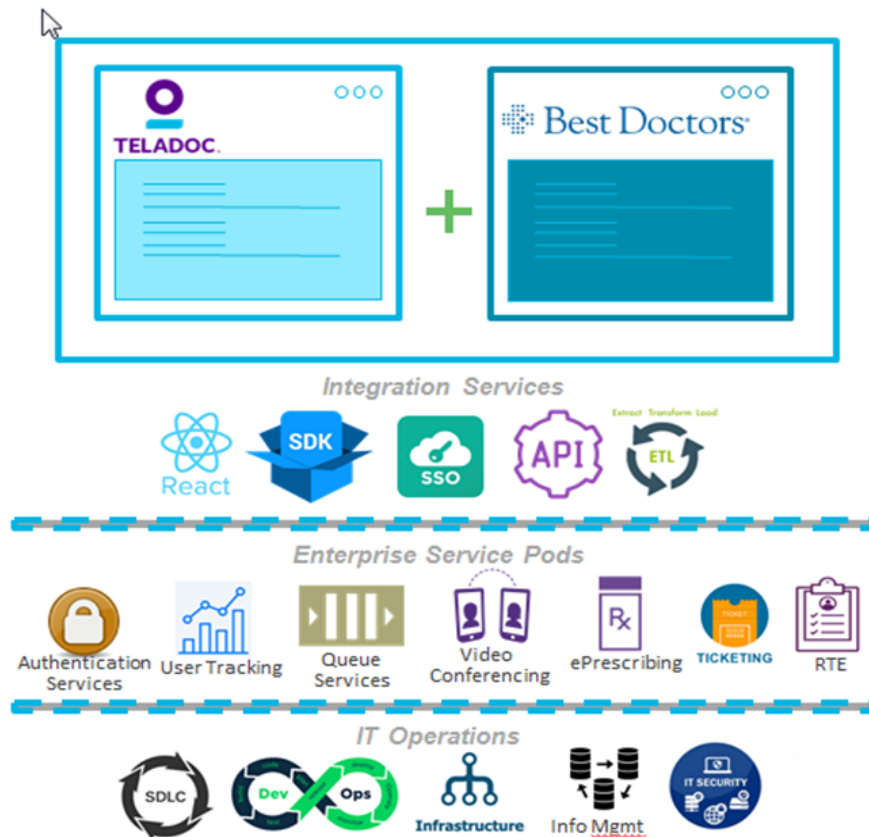 TELADOC™
Best Doctors®
Integration Services
React
SDK
SSO
API
Extract Transform Load
ETL
Enterprise Service Pods
Authentication
Services
User Tracking
Queue
Services
Video
Conferencing
Rx
ePrescribing
TICKET
TICKETING
RTE
IT Operations
SDLC
Dev
Ops
Infrastructure
Info Mgmt
IT SECURITY